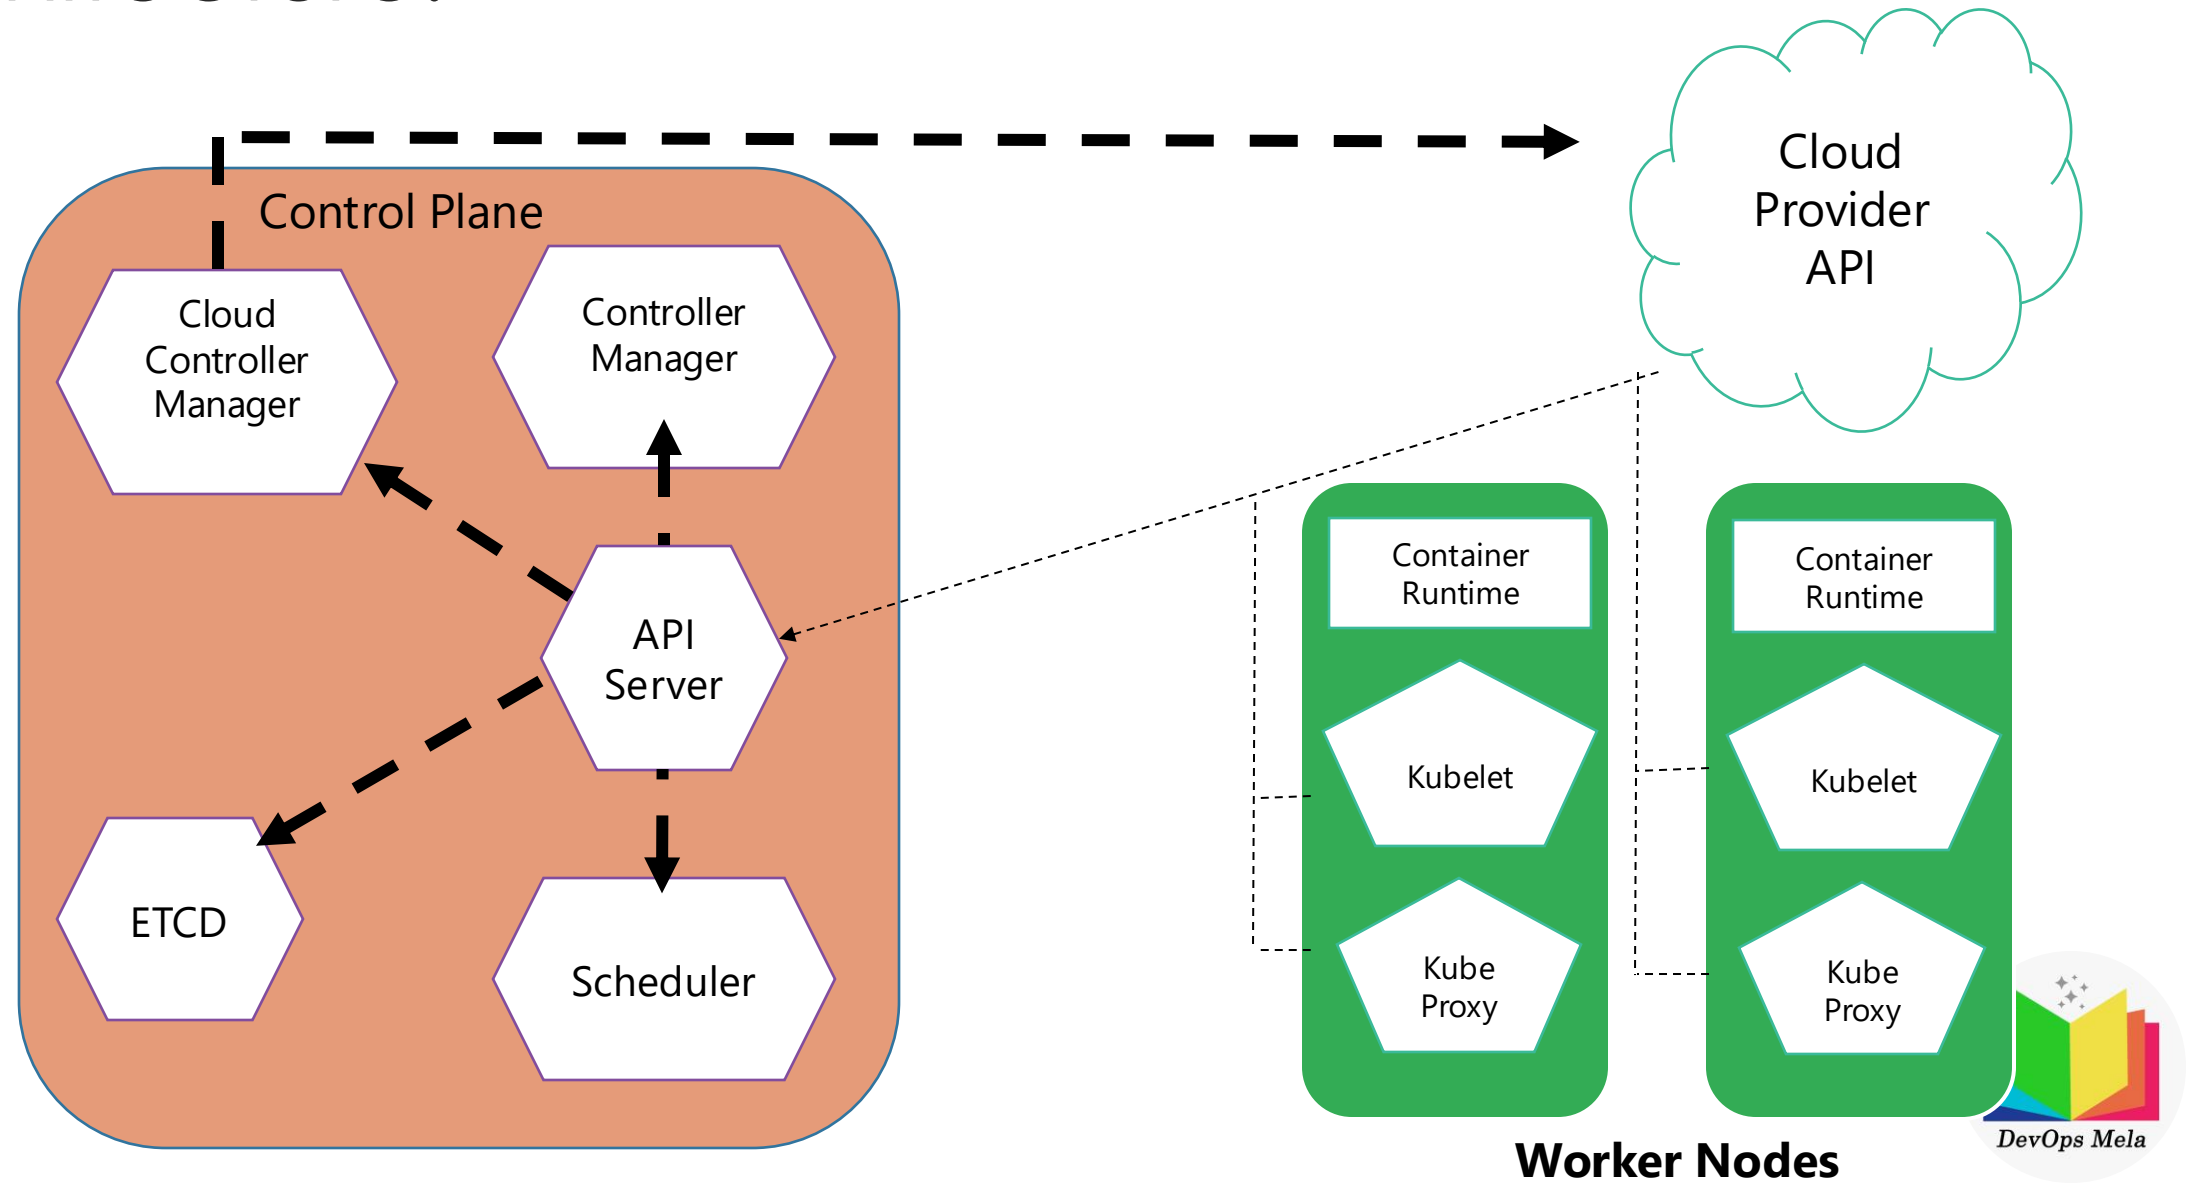 Cloud
Provider
API
Control Plane
Cloud
Controller
Manager
Controller
Manager
API
Server
ETCD
Scheduler
Container
Runtime
Kubelet
Kube
Proxy
Container
Runtime
Kubelet
Kube
Proxy
Worker Nodes
DevOps Mela